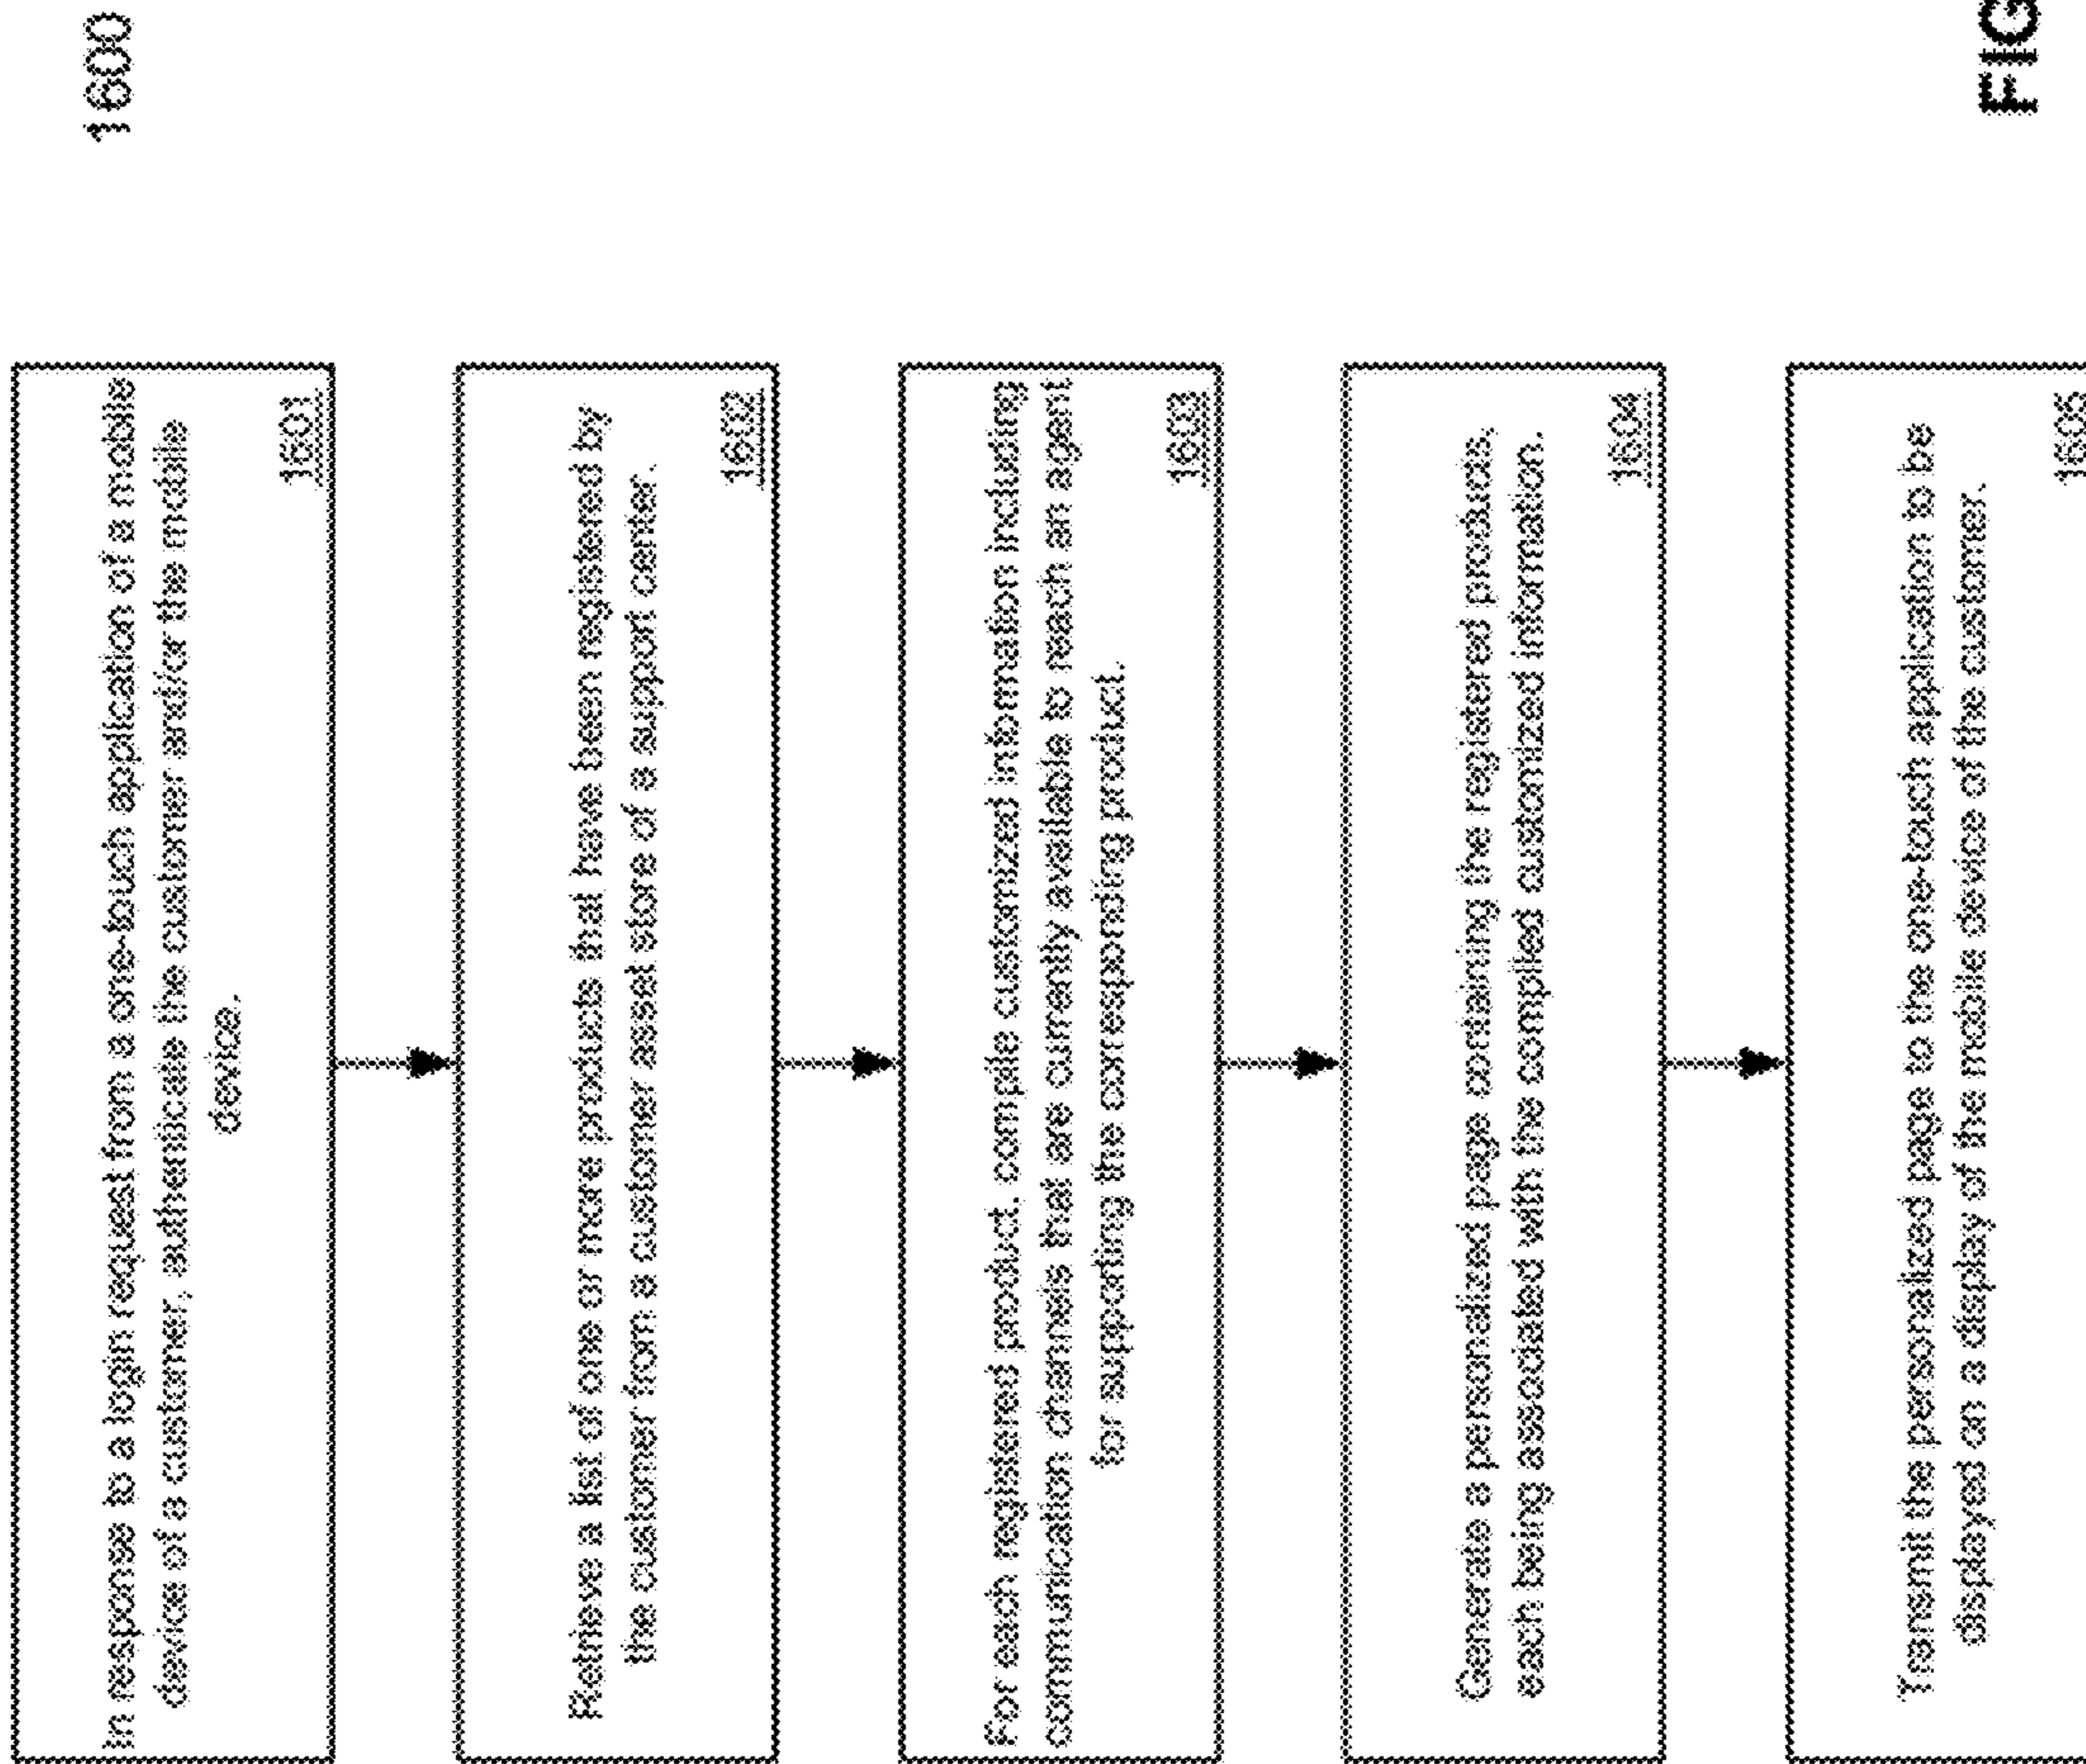 1600
In response to a login request from a one-touch application of a mobile
device of a customer, authenticate the customer and/or the mobile
device.
1601
Retrieve a list of one or more products that have been registered by
the customer from a customer asset store of a support center.
1602
For each registered product, compile customized information including
communication channels that are currently available to reach an agent
for supporting the corresponding product.
1603
Generate a personalized page containing the registered products,
each being associated with the compiled customized information.
1604
Transmit the personalized page to the one-touch application to be
displayed on a display of the mobile device of the customer.
1605
FIG